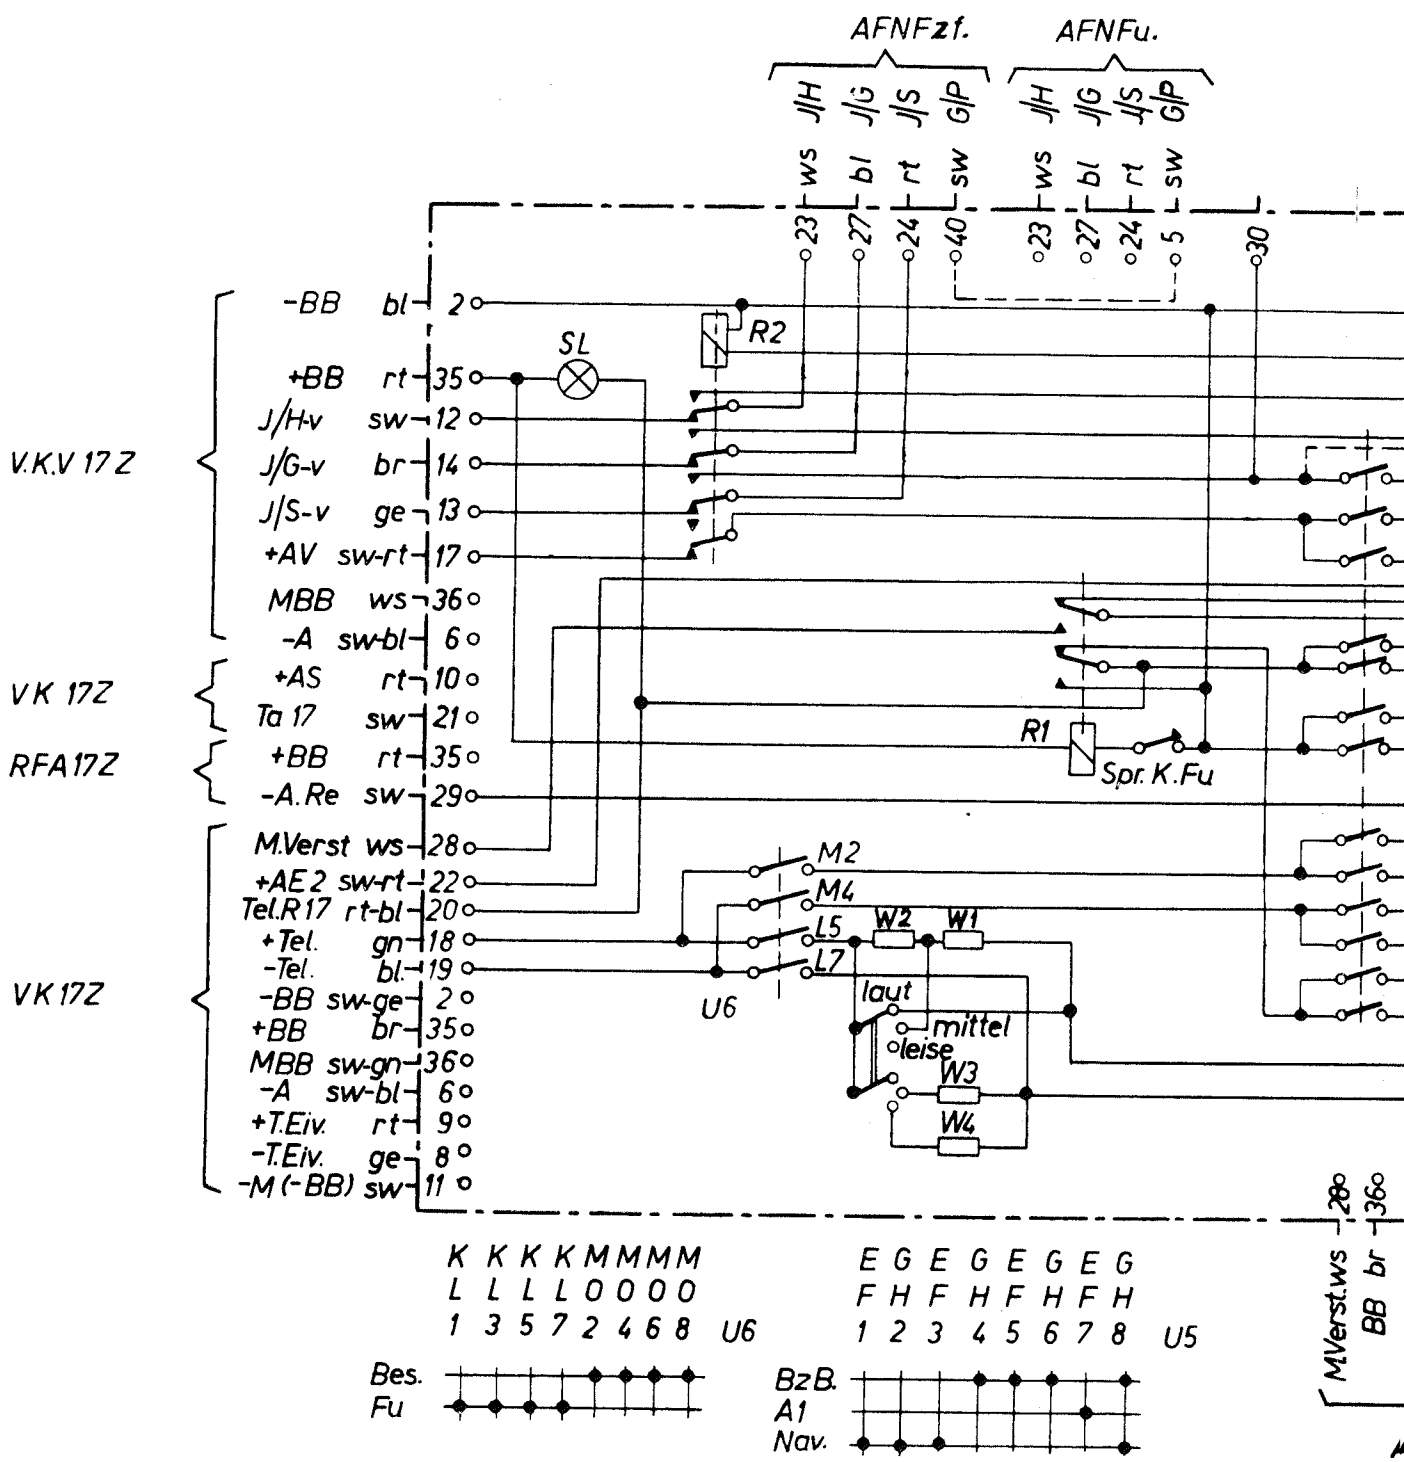 AFNFzf. AFNFu.
J/H J/G J/S G/P J/H J/G J/S G/P
ws bl rt sw ws bl rt sw
23 27 24 40 23 27 24 5 30
-BB bl 2
R2
SL
+BB rt 35
J/H-v sw 12
V.K.V 17 Z
J/G-v br 14
J/S-v ge 13
+AV sw-rt 17
MBB ws 36
-A sw-bl 6
VK 17Z
+AS rt 10
Ta 17 sw 21
R1
RFA17Z
+BB rt 35
Spr. K. Fu
-A.Re sw 29
M.Verst ws 28
M2
+AE2 sw-rt 22
M4
Tel.R17 rt-bl 20
W2 W1
+Tel. gn 18
L5
-Tel. bl. 19
L7
VK17Z
-BB sw-ge 2
U6
laut
+BB br 35
mittel
leise
MBB sw-gn 36
W3
-A sw-bl 6
+T.Eiv. rt 9
W4
-T.Eiv. ge 8
-M (-BB) sw 11
28 36
M.Verst.ws BB br
K K K K M M M M E G E G E G E G
L L L L O O O O F H F H F H F H
1 3 5 7 2 4 6 8 U6 1 2 3 4 5 6 7 8 U5
Bes. BzB.
Fu A1
Nav.